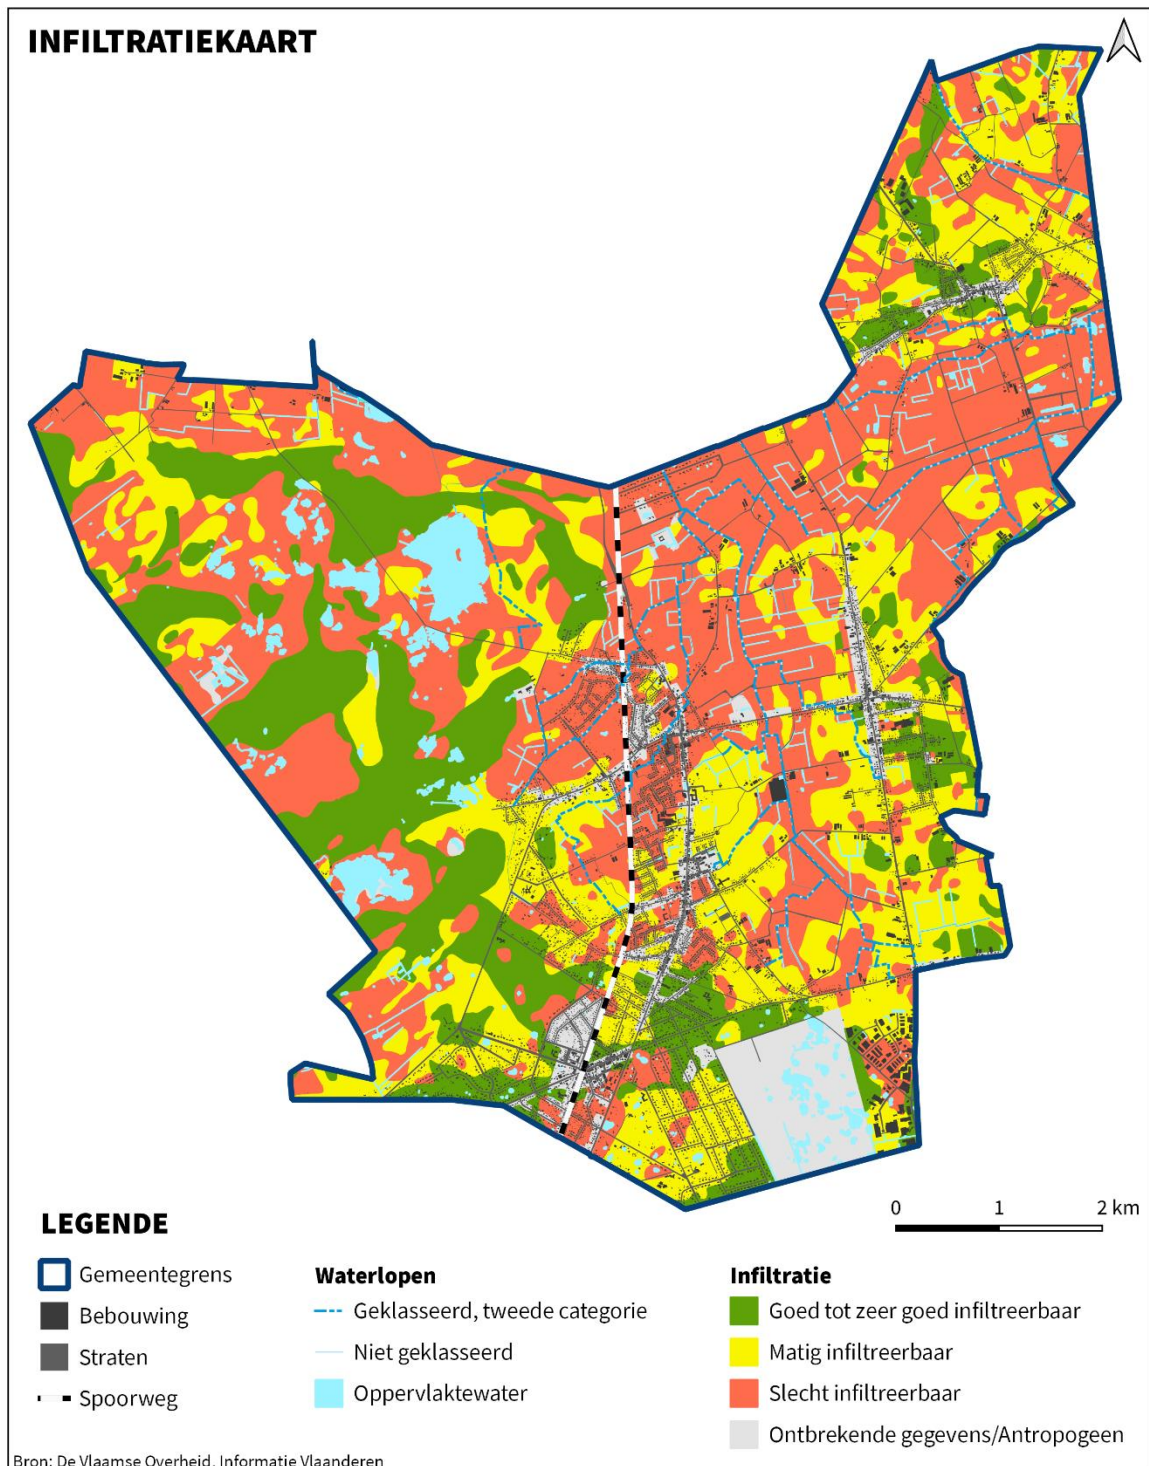 INFILTRATIEKAART
0 1 2 km
LEGENDE
Gemeentegrens
Bebouwing
Straten
Spoorweg
Waterlopen
Geklasseerd, tweede categorie
Niet geklasseerd
Oppervlaktewater
Infiltratie
Goed tot zeer goed infiltreerbaar
Matig infiltreerbaar
Slecht infiltreerbaar
Ontbrekende gegevens/Antropogeen
Bron: De Vlaamse Overheid, Informatie Vlaanderen